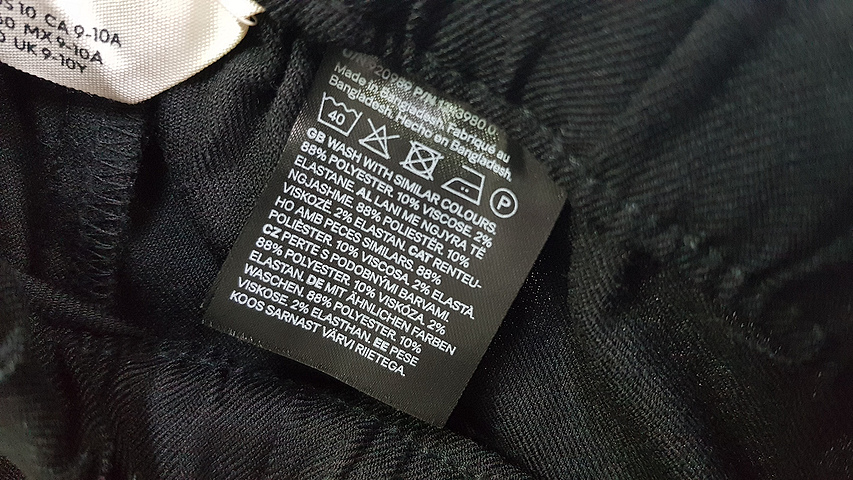 US 10 CA 9-10A
MX 9-10A
UK 9-10Y
Made in Bangladesh. Fabriqué au
Bangladesh. Hecho en Bangladesh.
40
P
GB WASH WITH SIMILAR COLOURS.
88% POLYESTER. 10% VISCOSE. 2%
ELASTANE. AL LANI ME NGJYRA TË
NGJASHME. 88% POLIESTËR. 10%
VISKOZË. 2% ELASTAN. CAT RENTEU-
HO AMB PECES SIMILARS. 88%
POLIÈSTER. 10% VISCOSA. 2% ELASTÀ.
CZ PERTE S PODOBNÝMI BARVAMI.
88% POLYESTER. 10% VISKÓZA. 2%
ELASTAN. DE MIT ÄHNLICHEN FARBEN
WASCHEN. 88% POLYESTER. 10%
VISKOSE. 2% ELASTHAN. EE PESE
KOOS SARNAST VÄRVI RIIETEGA.